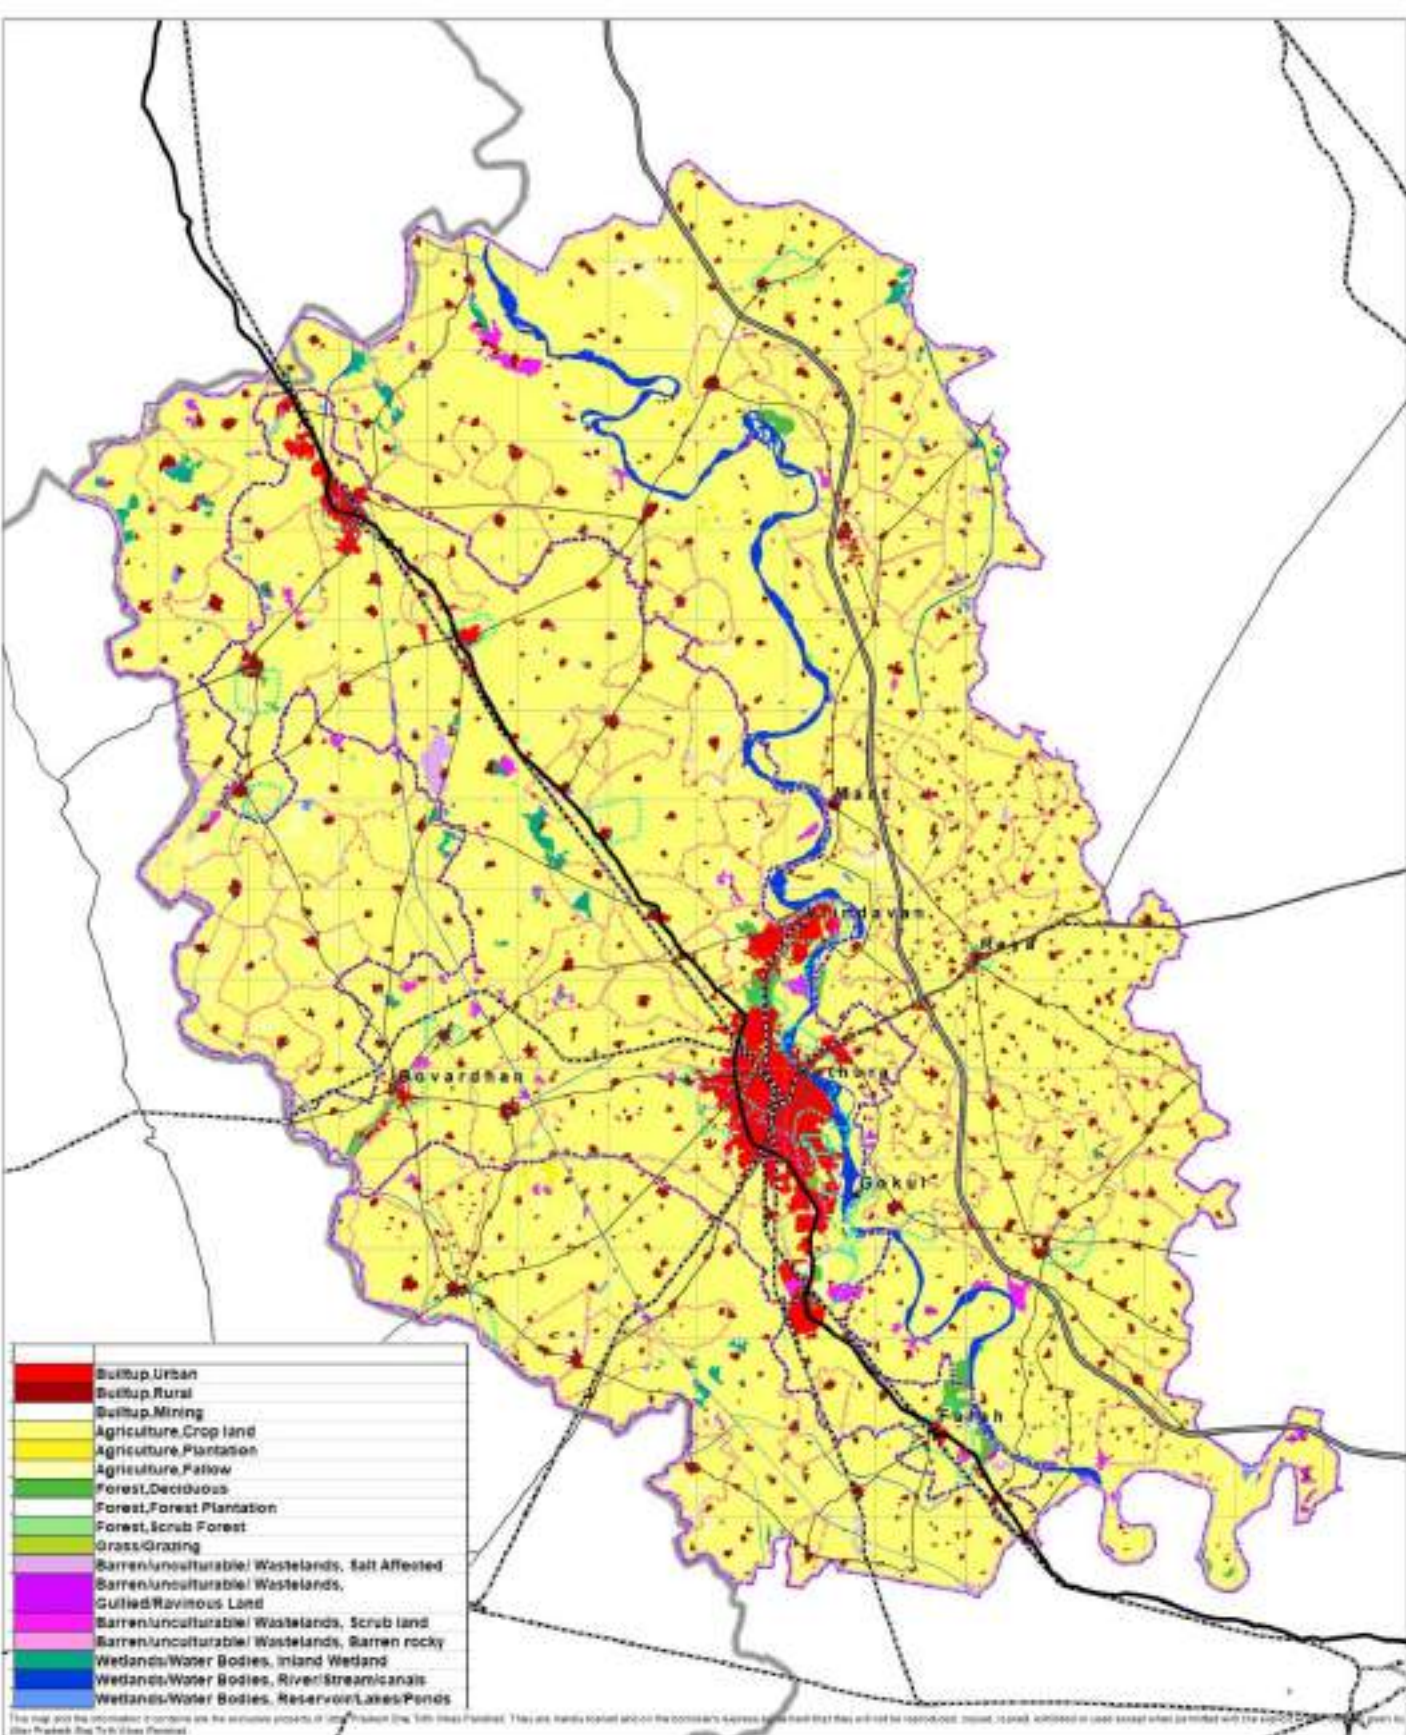 Mant
Vrindavan
Raya
Govardhan
Mathura
Gokul
Farah
Builtup,Urban
Builtup,Rural
Builtup,Mining
Agriculture,Crop land
Agriculture,Plantation
Agriculture,Fallow
Forest,Deciduous
Forest,Forest Plantation
Forest,Scrub Forest
Grass/Grazing
Barren/unculturable/ Wastelands, Salt Affected
Barren/unculturable/ Wastelands,
Gullied/Ravinous Land
Barren/unculturable/ Wastelands, Scrub land
Barren/unculturable/ Wastelands, Barren rocky
Wetlands/Water Bodies, Inland Wetland
Wetlands/Water Bodies, River/Stream/canals
Wetlands/Water Bodies, Reservoir/Lakes/Ponds